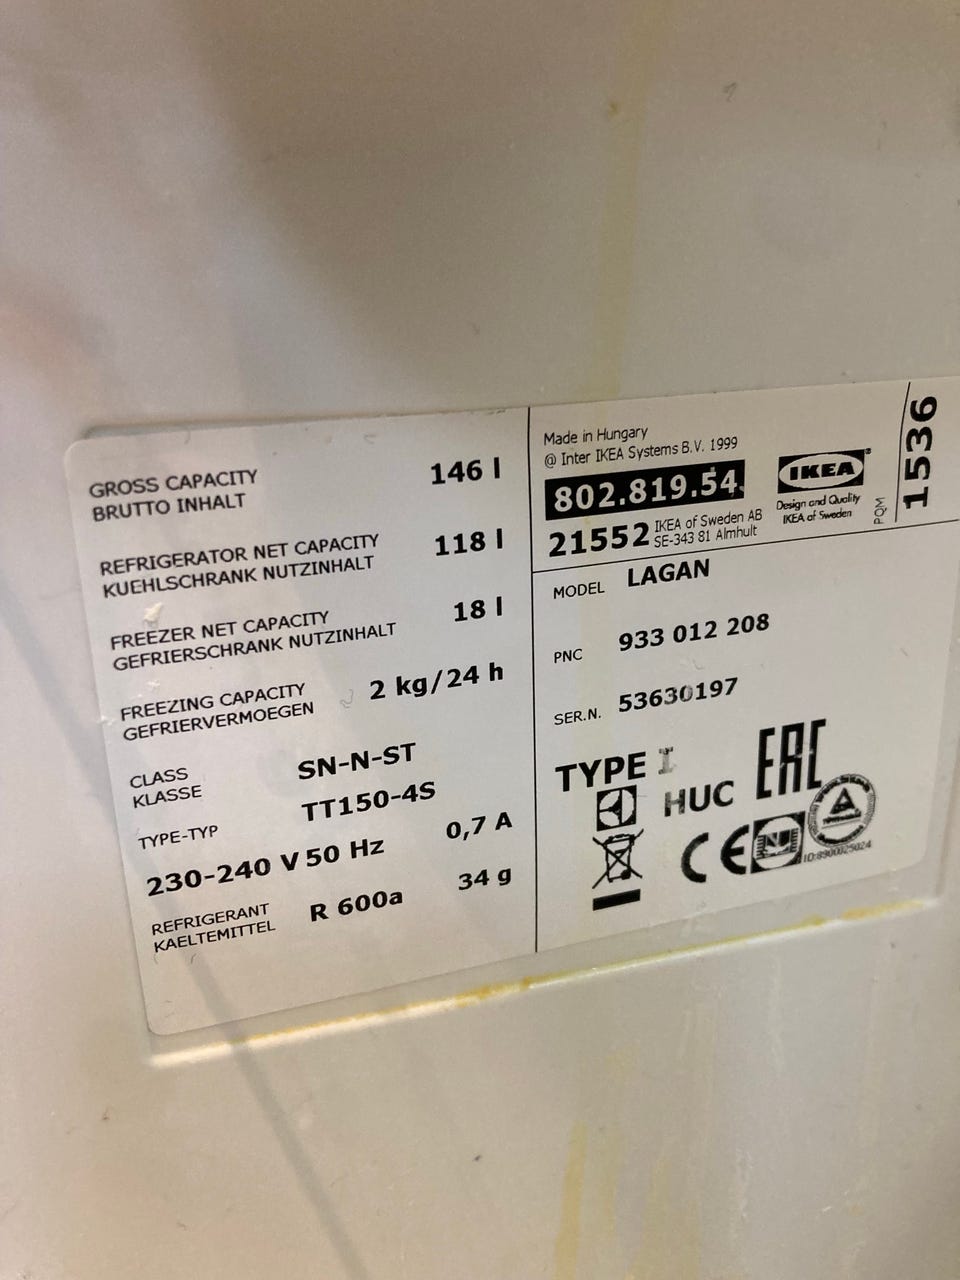 GROSS CAPACITY 146 l
BRUTTO INHALT
REFRIGERATOR NET CAPACITY 118 l
KUEHLSCHRANK NUTZINHALT
FREEZER NET CAPACITY 18 l
GEFRIERSCHRANK NUTZINHALT
FREEZING CAPACITY 2 kg/24 h
GEFRIERVERMOEGEN
CLASS SN-N-ST
KLASSE
TYPE-TYP TT150-4S
230-240 V 50 Hz 0,7 A
REFRIGERANT R 600a 34 g
KAELTEMITTEL
Made in Hungary
@ Inter IKEA Systems B.V. 1999
802.819.54
21552 IKEA of Sweden AB
SE-343 81 Almhult
IKEA
Design and Quality
IKEA of Sweden
PQM
1536
MODEL LAGAN
PNC 933 012 208
SER.N. 53630197
TYPE I
HUC EAC
CE
ID:8900025024